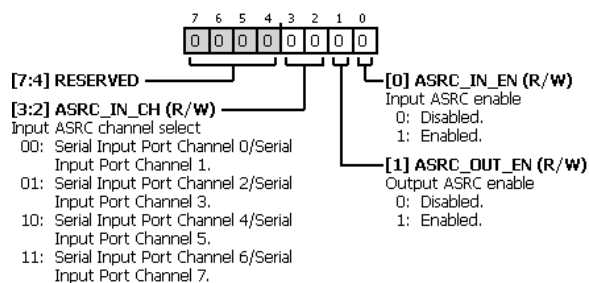 7 6 5 4 3 2 1 0
0 0 0 0 0 0 0 0
[7:4] RESERVED
[3:2] ASRC_IN_CH (R/W)
Input ASRC channel select
00: Serial Input Port Channel 0/Serial
Input Port Channel 1.
01: Serial Input Port Channel 2/Serial
Input Port Channel 3.
10: Serial Input Port Channel 4/Serial
Input Port Channel 5.
11: Serial Input Port Channel 6/Serial
Input Port Channel 7.
[0] ASRC_IN_EN (R/W)
Input ASRC enable
0: Disabled.
1: Enabled.
[1] ASRC_OUT_EN (R/W)
Output ASRC enable
0: Disabled.
1: Enabled.